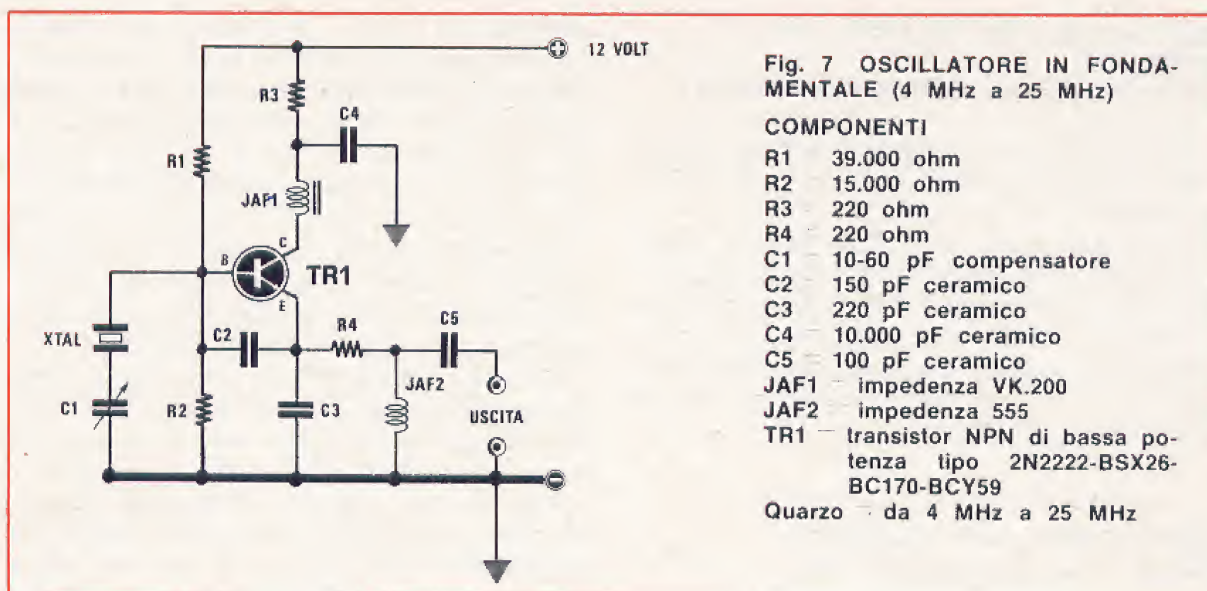 12 VOLT
R3
C4
R1
JAF1
C
B
TR1
E
R4
C5
C2
XTAL
JAF2
C1
R2
C3
USCITA
Fig. 7 OSCILLATORE IN FONDA-
MENTALE (4 MHz a 25 MHz)
COMPONENTI
R1 39.000 ohm
R2 15.000 ohm
R3 220 ohm
R4 220 ohm
C1 10-60 pF compensatore
C2 150 pF ceramico
C3 220 pF ceramico
C4 10.000 pF ceramico
C5 100 pF ceramico
JAF1 impedenza VK.200
JAF2 impedenza 555
TR1 transistor NPN di bassa po-
tenza tipo 2N2222-BSX26-
BC170-BCY59
Quarzo da 4 MHz a 25 MHz